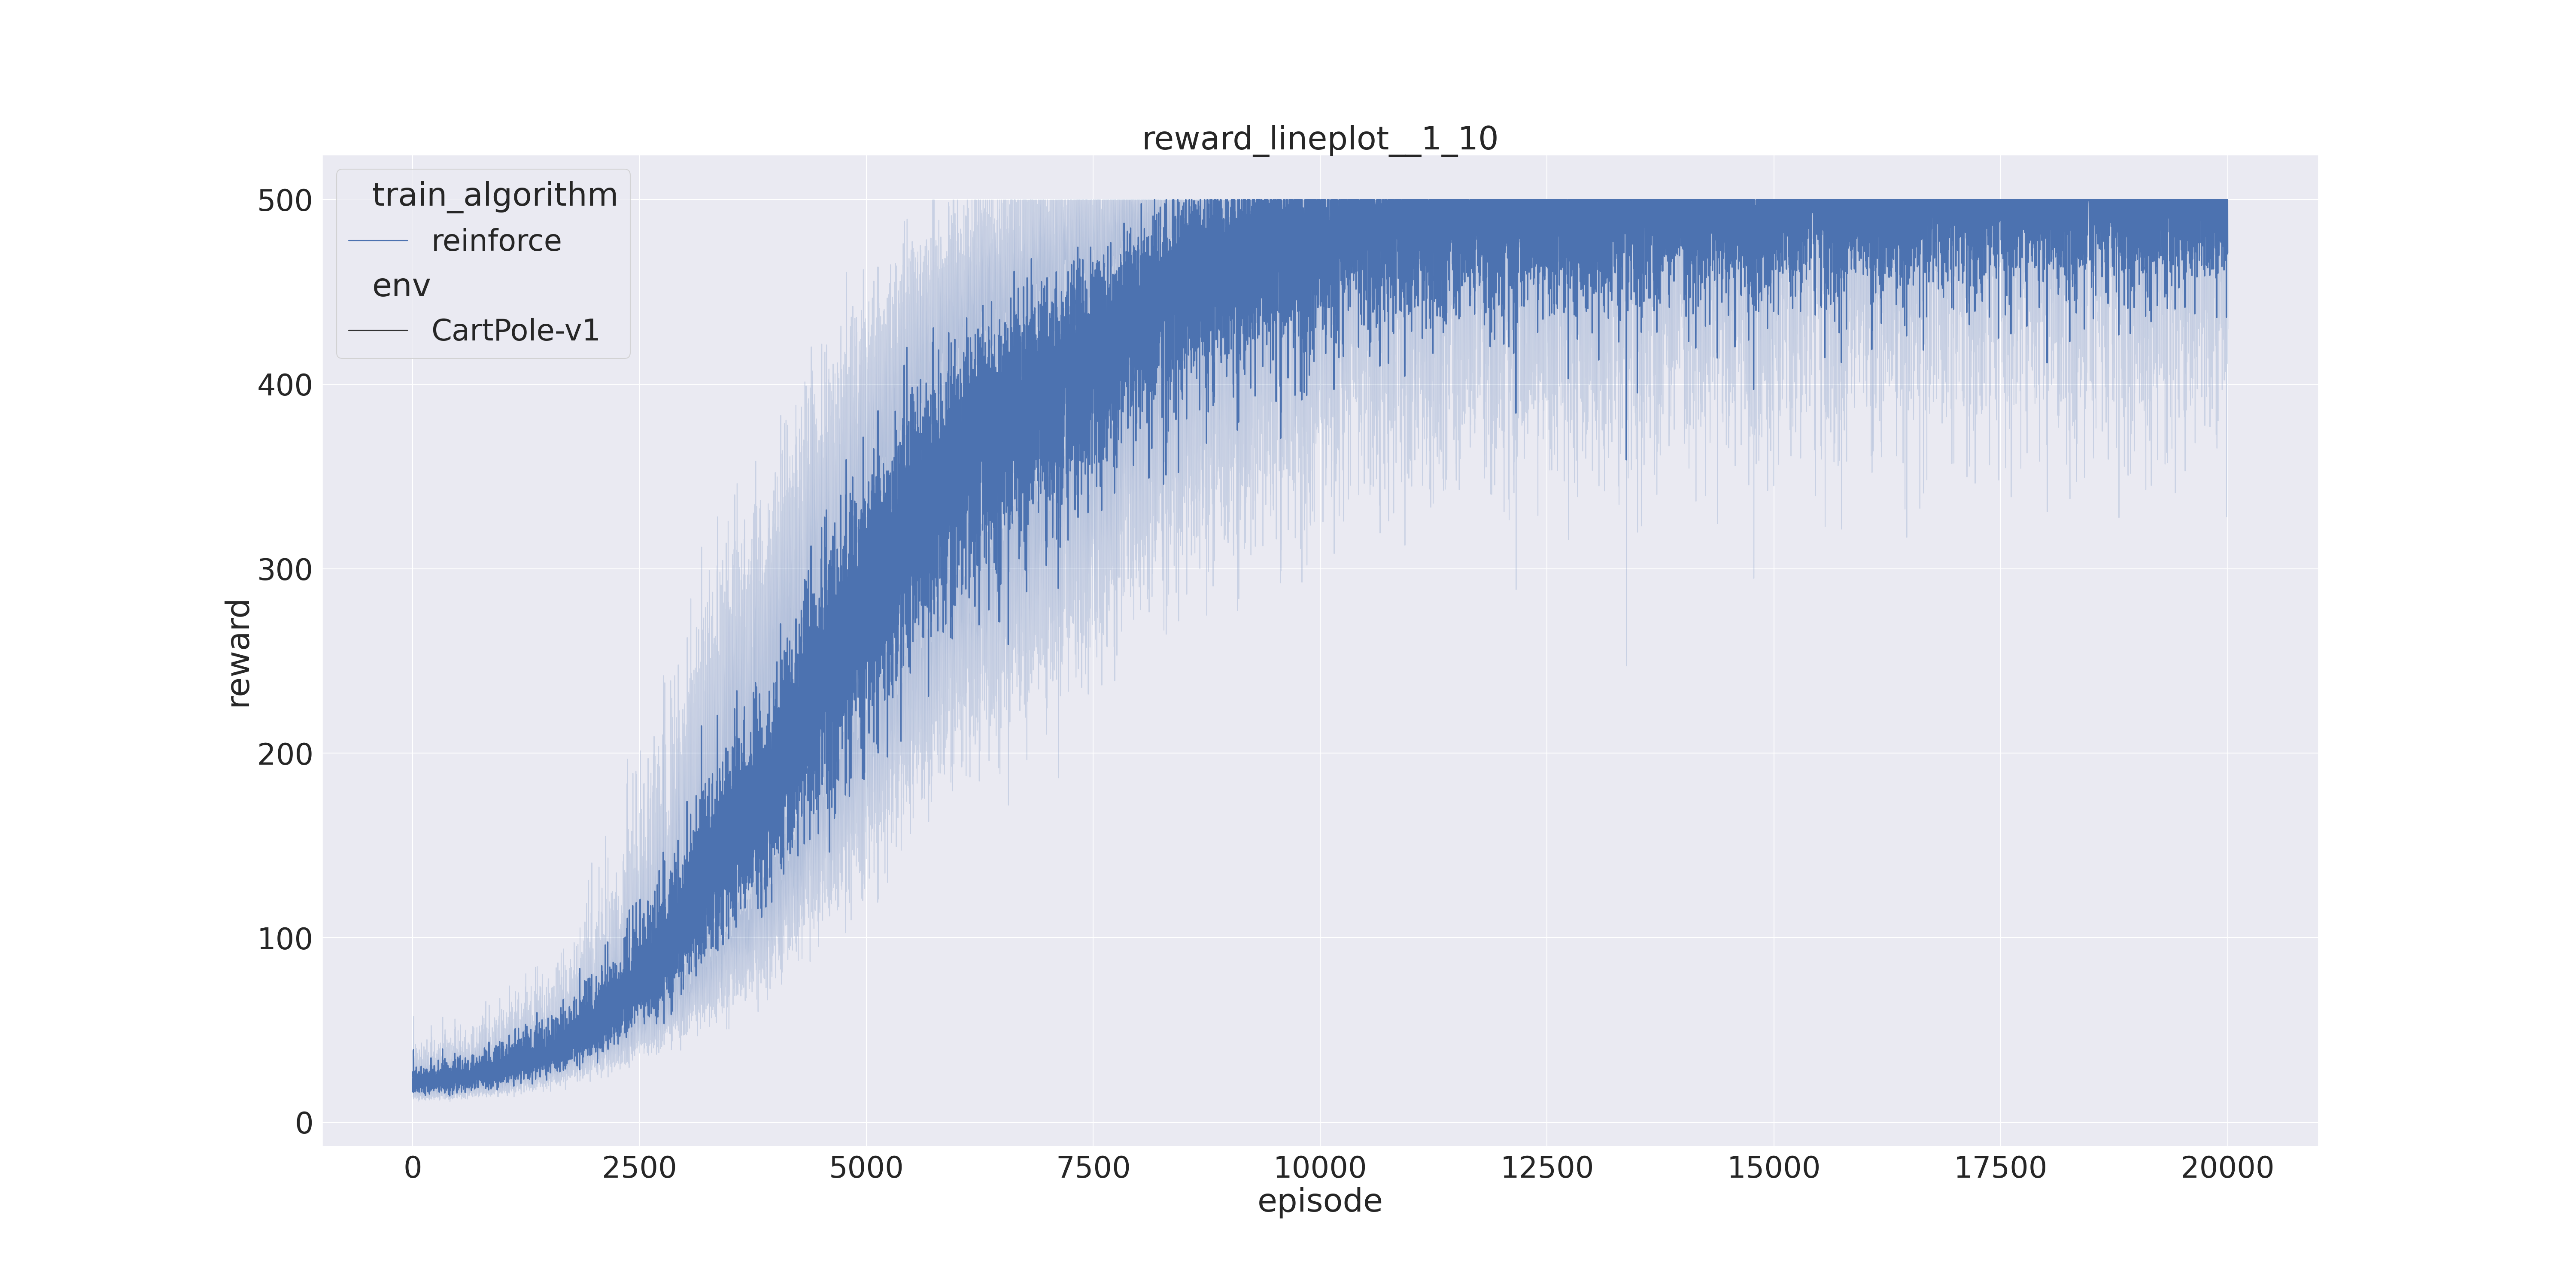 reward_lineplot__1_10
train_algorithm
reinforce
env
CartPole-v1
500
400
300
200
100
0
reward
0 2500 5000 7500 10000 12500 15000 17500 20000
episode